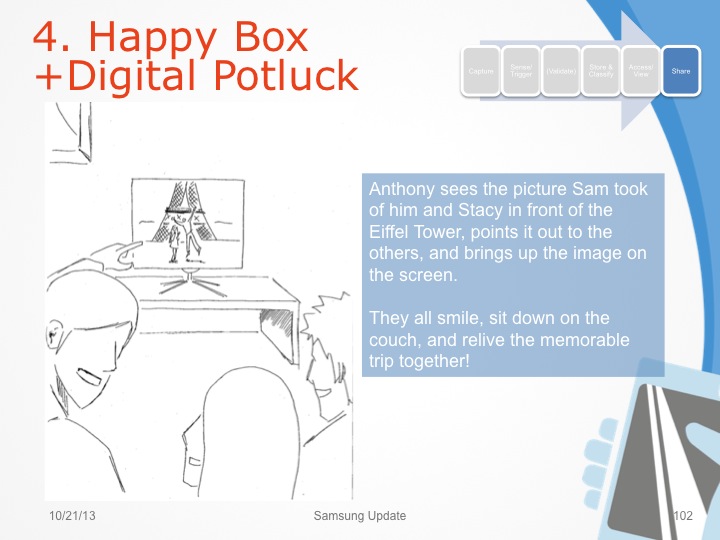 4. Happy Box
+Digital Potluck
Capture
Sense/
Trigger
(Validate)
Store &
Classify
Access/
View
Share
Anthony sees the picture Sam took
of him and Stacy in front of the
Eiffel Tower, points it out to the
others, and brings up the image on
the screen.
They all smile, sit down on the
couch, and relive the memorable
trip together!
10/21/13
Samsung Update
102